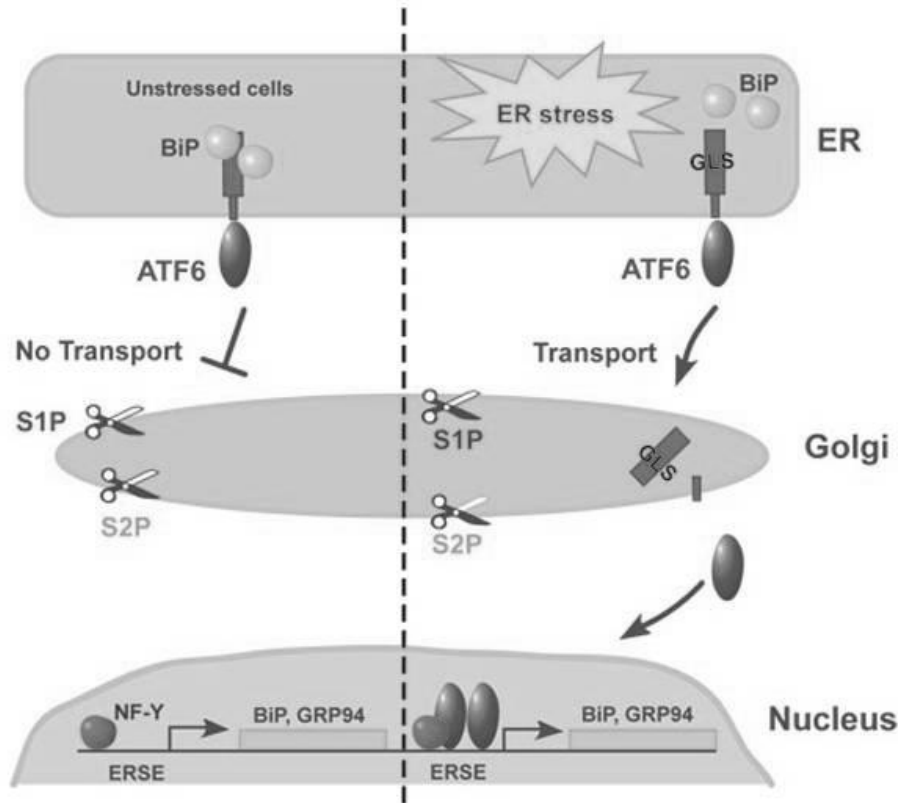 Unstressed cells
BiP
ATF6
ER stress
BiP
GLS
ER
ATF6
No Transport
Transport
S1P
S2P
S1P
S2P
GLS
Golgi
NF-Y
BiP, GRP94
ERSE
BiP, GRP94
ERSE
Nucleus